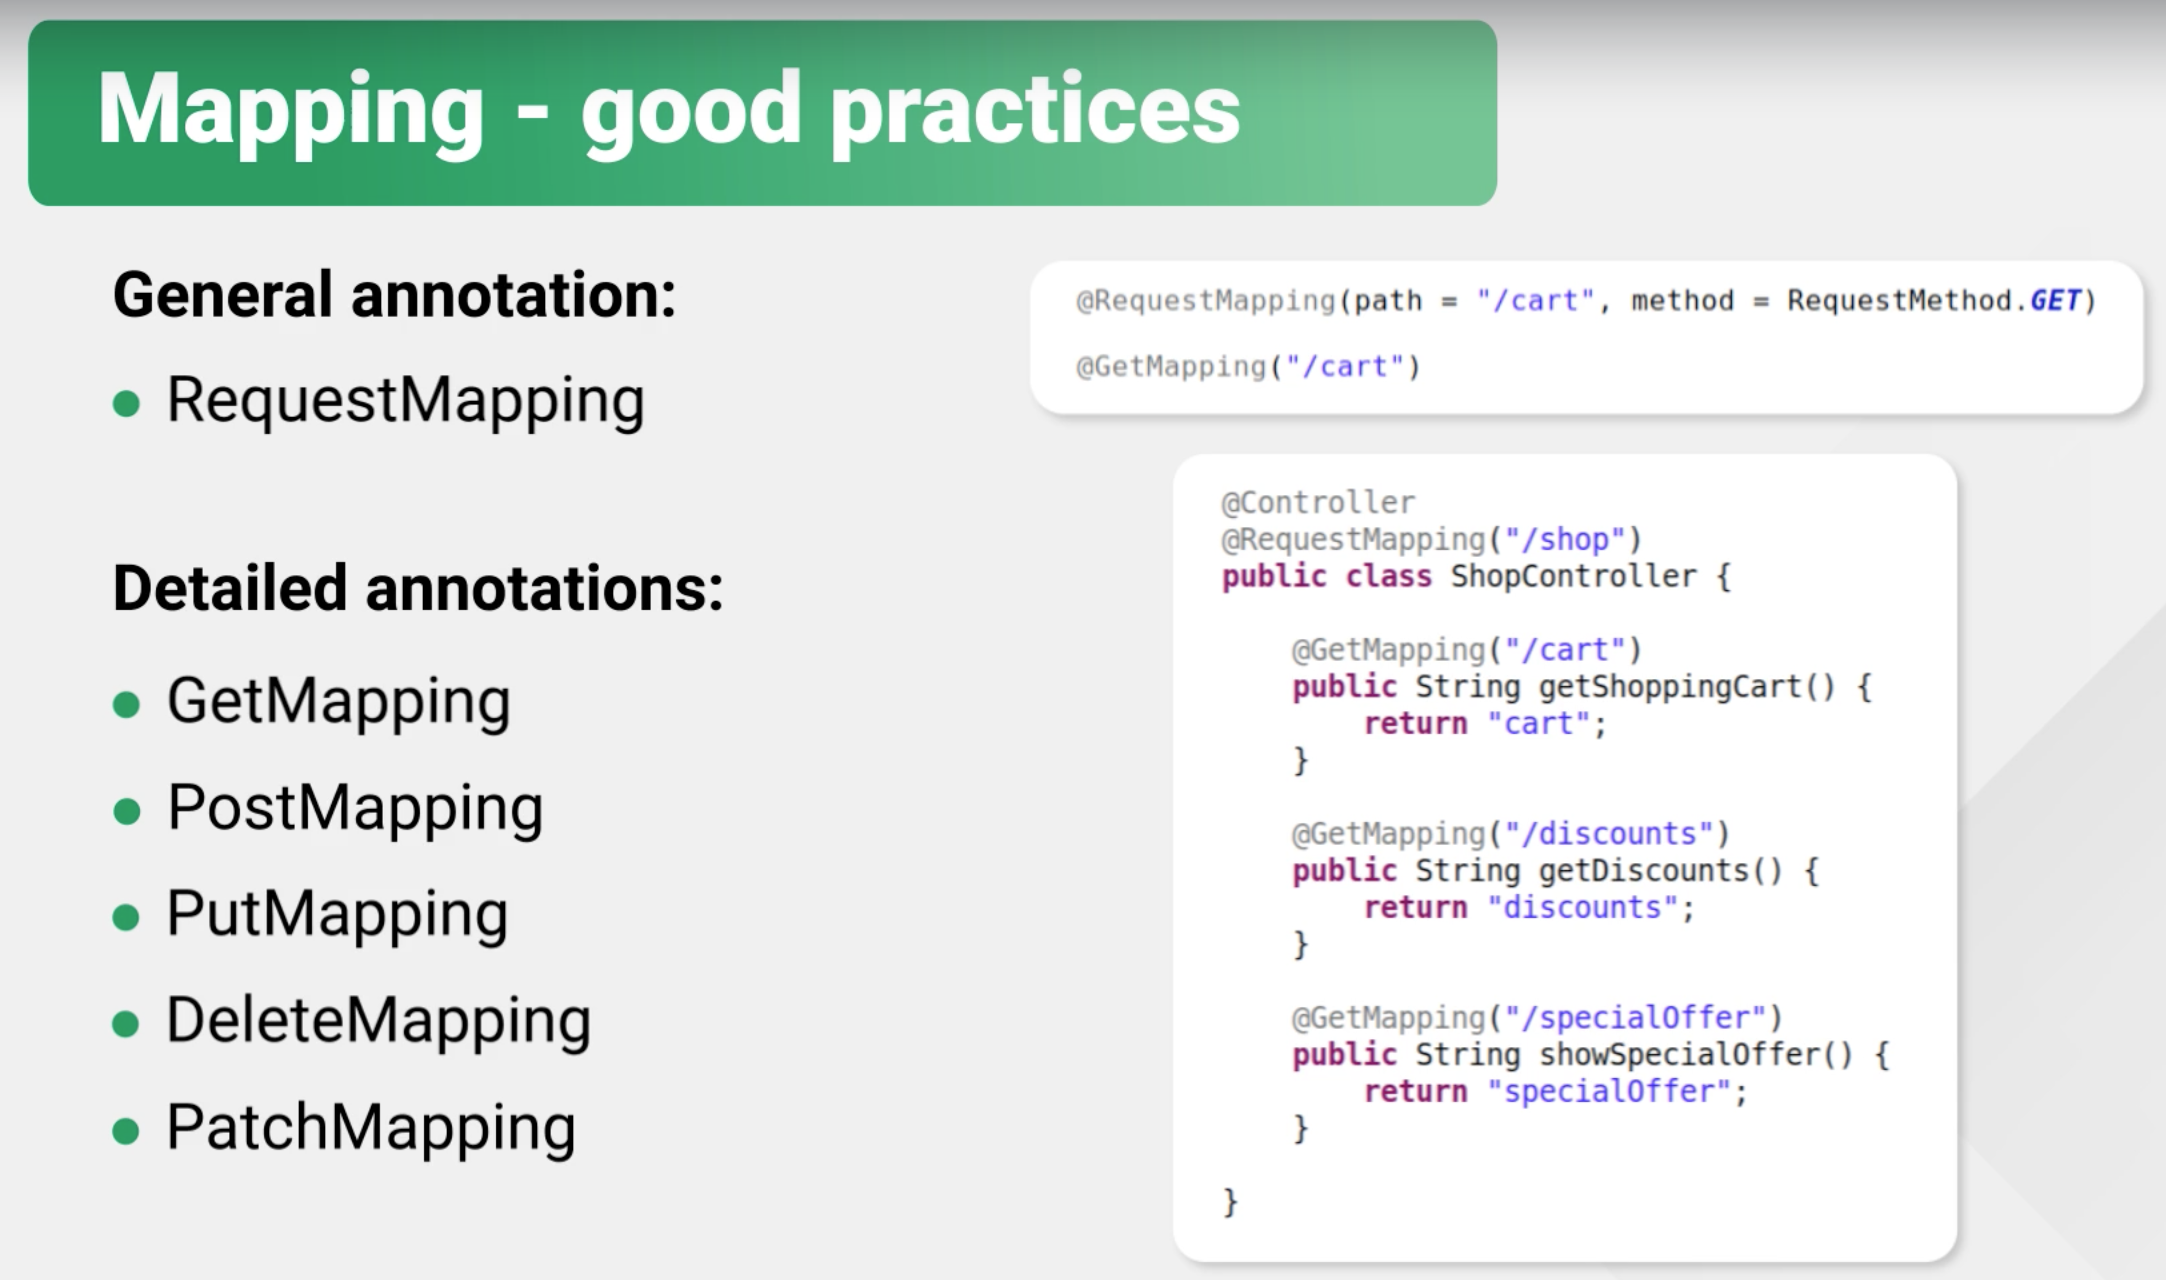 Mapping - good practices
General annotation:
RequestMapping
Detailed annotations:
GetMapping
PostMapping
PutMapping
DeleteMapping
PatchMapping
@RequestMapping(path = "/cart", method = RequestMethod.GET)
@GetMapping("/cart")
@Controller
@RequestMapping("/shop")
public class ShopController {
@GetMapping("/cart")
public String getShoppingCart() {
return "cart";
}
@GetMapping("/discounts")
public String getDiscounts() {
return "discounts";
}
@GetMapping("/specialOffer")
public String showSpecialOffer() {
return "specialOffer";
}
}